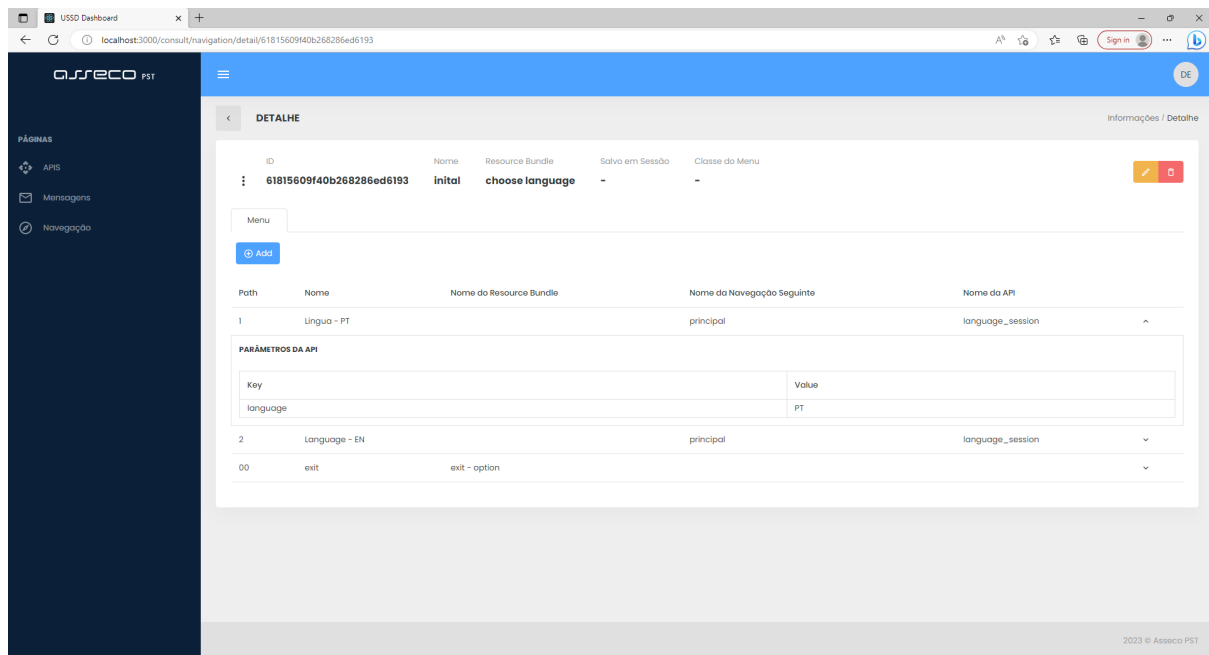 USSD Dashboard
localhost:3000/consult/navigation/detail/61815609f40b268286ed6193
Sign in
asseco PST
DE
DETALHE
Informações / Detalhe
PÁGINAS
APIS
Mensagens
Navegação
ID Nome Resource Bundle Salvo em Sessão Classe do Menu
61815609f40b268286ed6193 inital choose language - -
Menu
Add
Path Nome Nome do Resource Bundle Nome da Navegação Seguinte Nome da API
1 Lingua - PT principal language_session
PARÂMETROS DA API
Key Value
language PT
2 Language - EN principal language_session
00 exit exit - option
2023 © Asseco PST